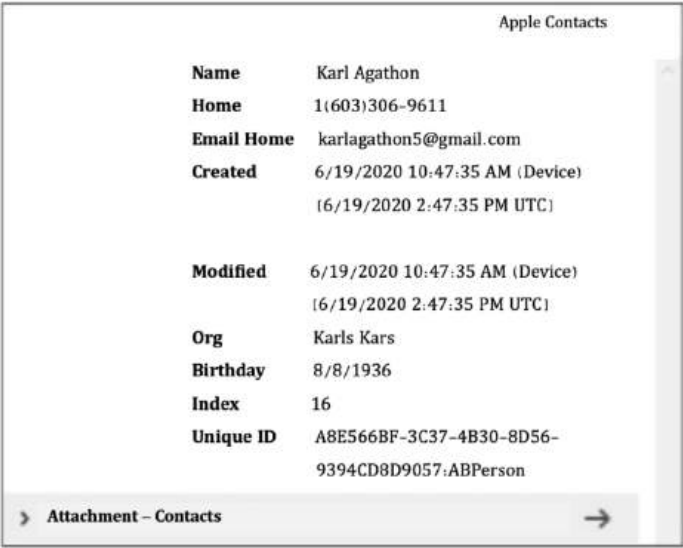 Apple Contacts
Name Karl Agathon
Home 1(603)306-9611
Email Home karlagathon5@gmail.com
Created 6/19/2020 10:47:35 AM (Device)
(6/19/2020 2:47:35 PM UTC)
Modified 6/19/2020 10:47:35 AM (Device)
(6/19/2020 2:47:35 PM UTC)
Org Karls Kars
Birthday 8/8/1936
Index 16
Unique ID A8E566BF-3C37-4B30-8D56-
9394CD8D9057:ABPerson
Attachment – Contacts